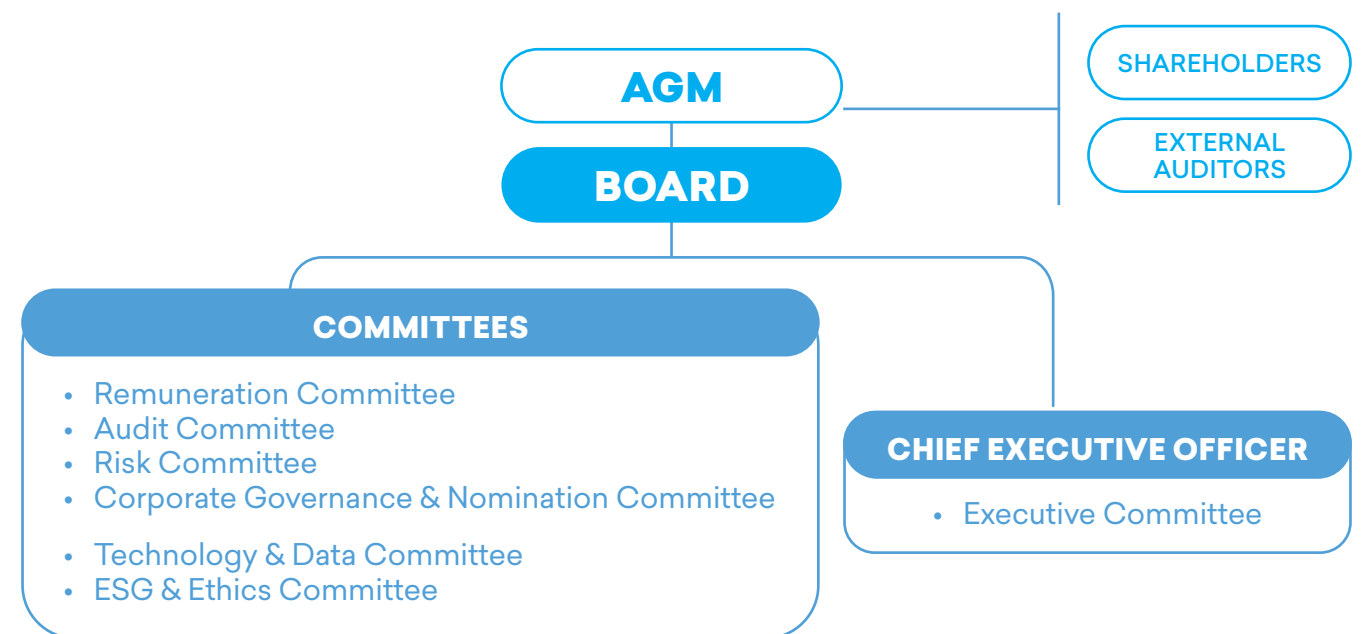 AGM
SHAREHOLDERS
EXTERNAL
AUDITORS
BOARD
COMMITTEES
• Remuneration Committee
• Audit Committee
• Risk Committee
• Corporate Governance & Nomination Committee
• Technology & Data Committee
• ESG & Ethics Committee
CHIEF EXECUTIVE OFFICER
• Executive Committee